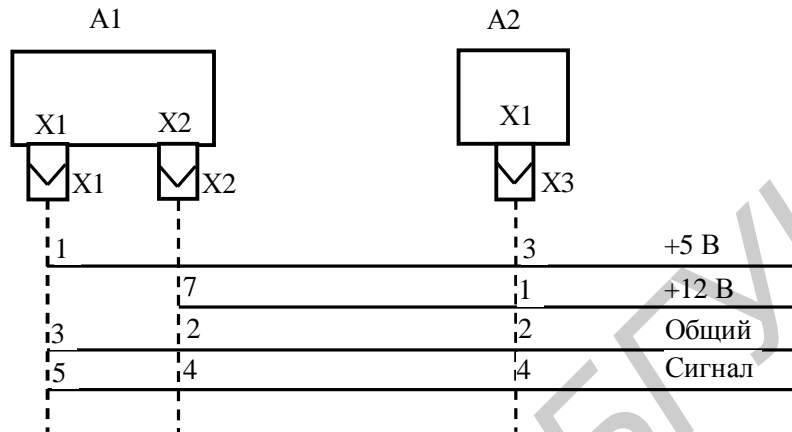 A1 A2
X1 X2 X1
X1 X2 X3
1 3 +5 В
7 1 +12 В
3 2 2 Общий
5 4 4 Сигнал
БГУИ